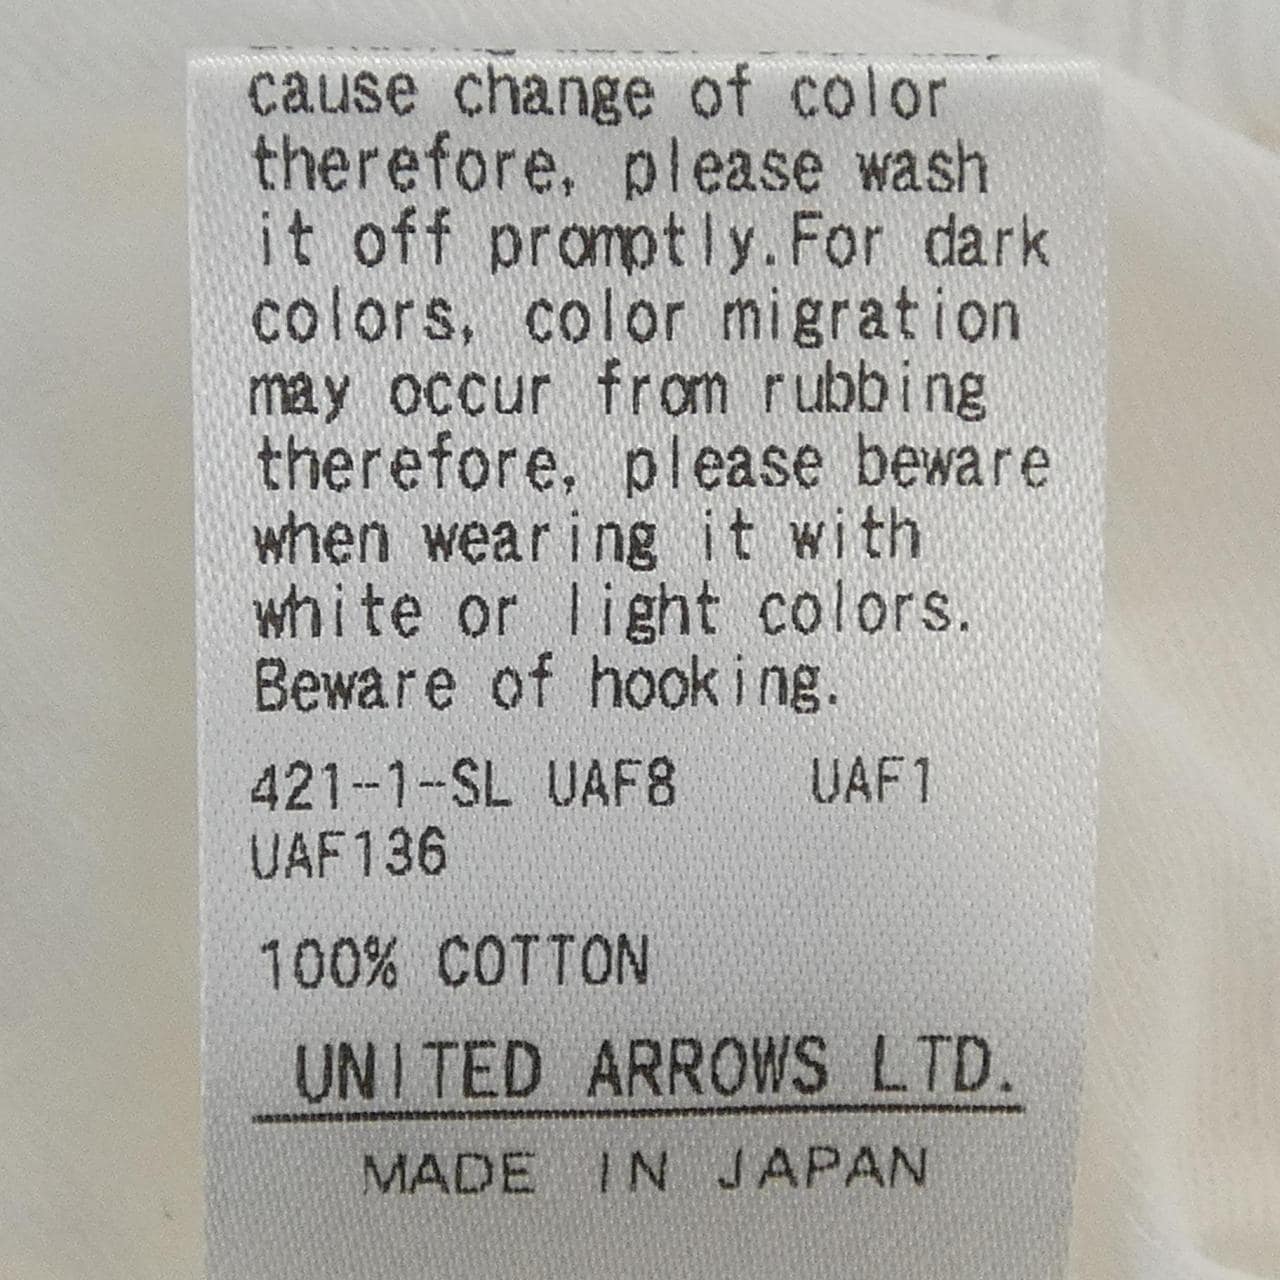 cause change of color
therefore, please wash
it off promptly.For dark
colors, color migration
may occur from rubbing
therefore, please beware
when wearing it with
white or light colors.
Beware of hooking.
421-1-SL UAF8 UAF1
UAF136
100% COTTON
UNITED ARROWS LTD.
MADE IN JAPAN